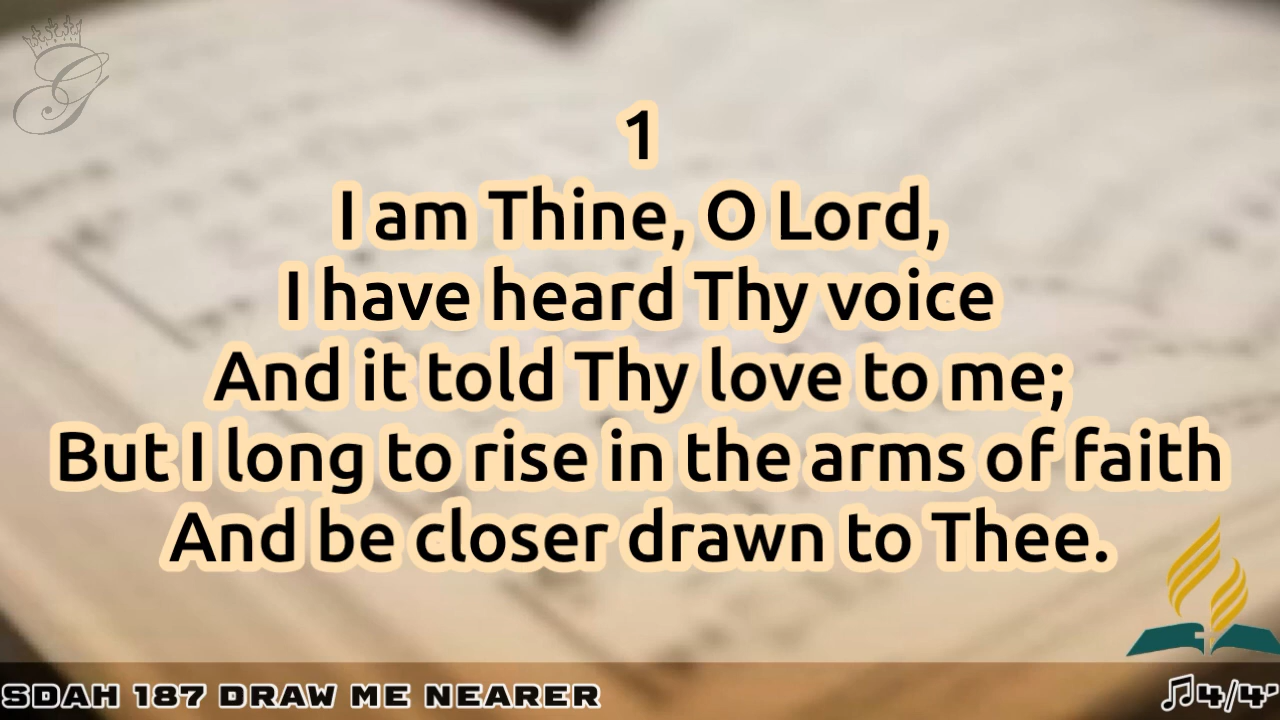 G
1
I am Thine, O Lord,
I have heard Thy voice
And it told Thy love to me;
But I long to rise in the arms of faith
And be closer drawn to Thee.
SDAH 187 DRAW ME NEARER
♫4/4'